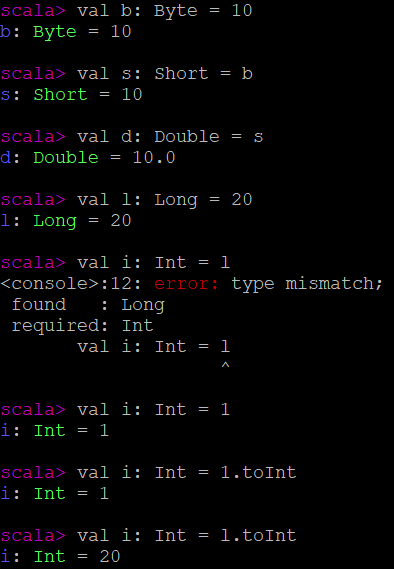 scala> val b: Byte = 10
b: Byte = 10
scala> val s: Short = b
s: Short = 10
scala> val d: Double = s
d: Double = 10.0
scala> val l: Long = 20
l: Long = 20
scala> val i: Int = l
<console>:12: error: type mismatch;
 found   : Long
 required: Int
       val i: Int = l
                    ^
scala> val i: Int = 1
i: Int = 1
scala> val i: Int = 1.toInt
i: Int = 1
scala> val i: Int = l.toInt
i: Int = 20